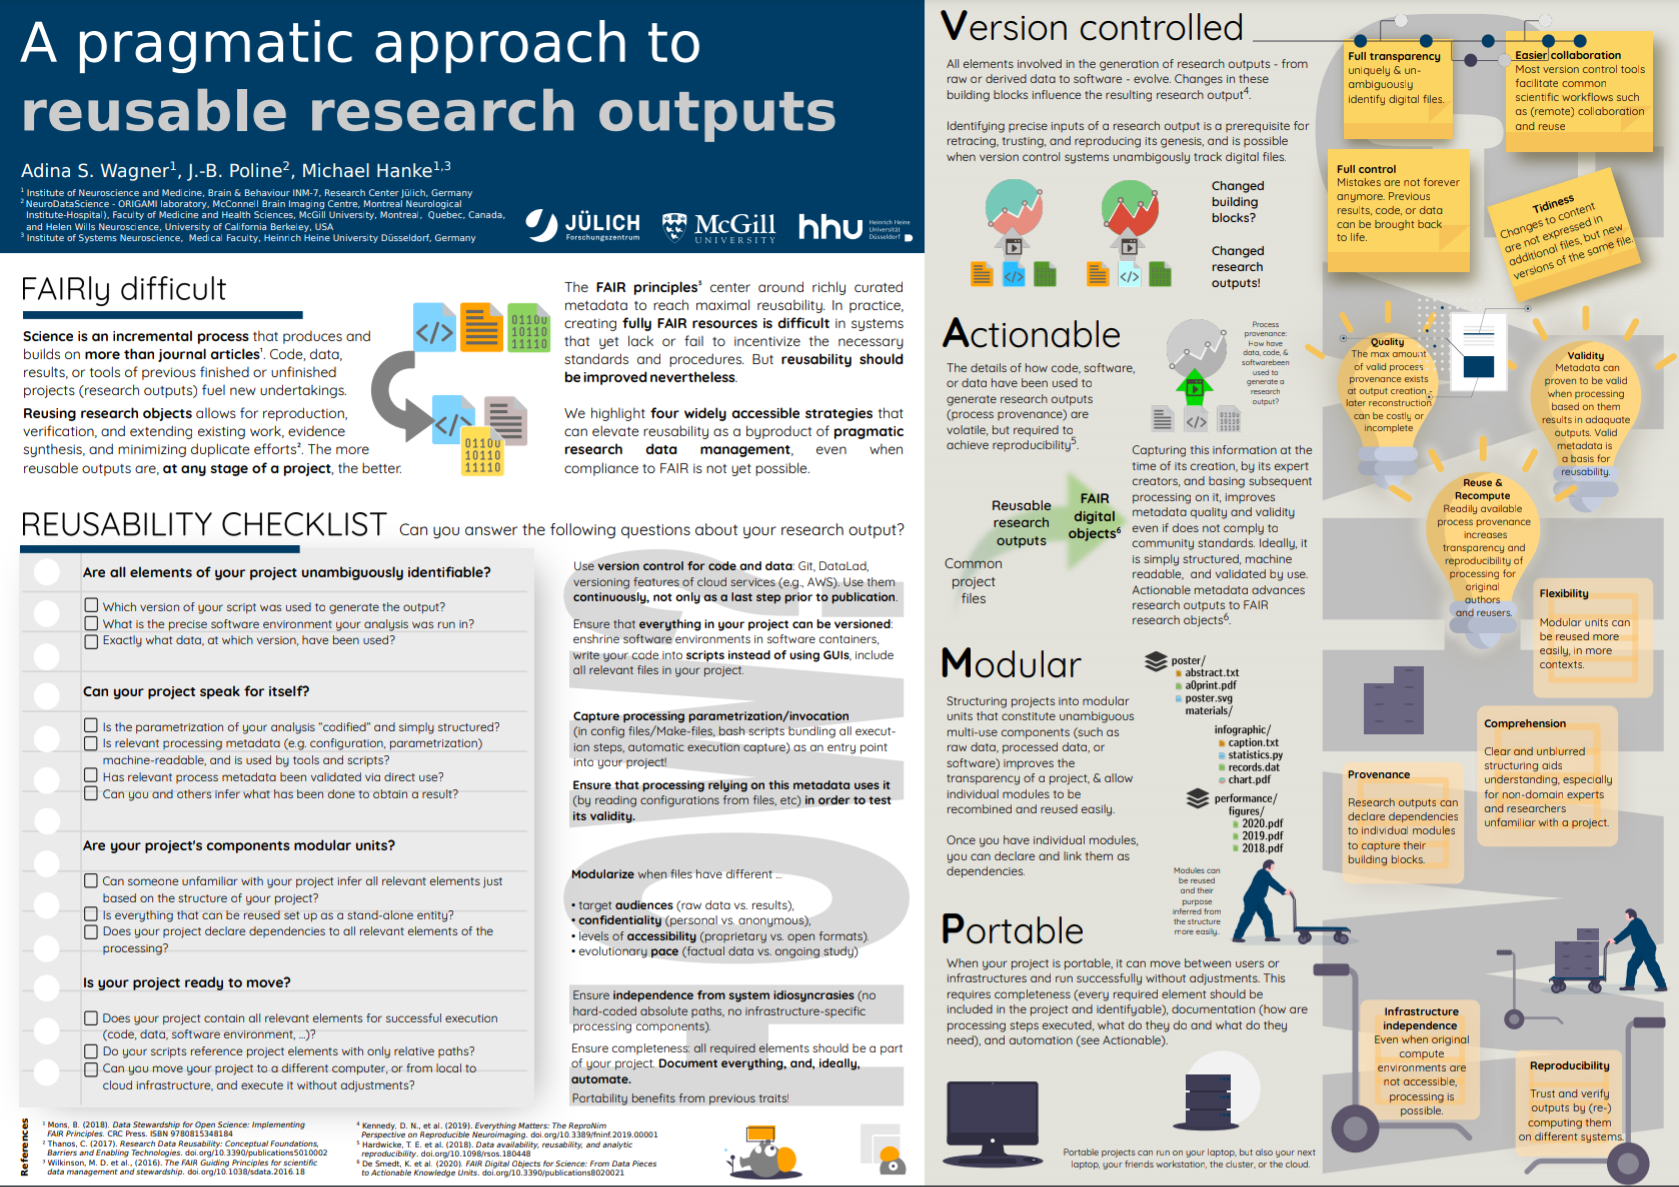 A pragmatic approach to
reusable research outputs
Adina S. Wagner¹, J.-B. Poline², Michael Hanke¹,³
¹ Institute of Neuroscience and Medicine, Brain & Behaviour INM-7, Research Center Jülich, Germany
² NeuroDataScience - ORIGAMI laboratory, McConnell Brain Imaging Centre, Montreal Neurological
Institute-Hospital), Faculty of Medicine and Health Sciences, McGill University, Montreal, Quebec, Canada,
and Helen Wills Neuroscience, University of California Berkeley, USA
³ Institute of Systems Neuroscience, Medical Faculty, Heinrich Heine University Düsseldorf, Germany
JÜLICH
Forschungszentrum
McGill
UNIVERSITY
hhu
Heinrich Heine
Universität
Düsseldorf
FAIRly difficult
Science is an incremental process that produces and
builds on more than journal articles¹. Code, data,
results, or tools of previous finished or unfinished
projects (research outputs) fuel new undertakings.
Reusing research objects allows for reproduction,
verification, and extending existing work, evidence
synthesis, and minimizing duplicate efforts². The more
reusable outputs are, at any stage of a project, the better.
</>
0110
10110
11110
</>
0110
10110
11110
The FAIR principles³ center around richly curated
metadata to reach maximal reusability. In practice,
creating fully FAIR resources is difficult in systems
that yet lack or fail to incentivize the necessary
standards and procedures. But reusability should
be improved nevertheless.
We highlight four widely accessible strategies that
can elevate reusability as a byproduct of pragmatic
research data management, even when
compliance to FAIR is not yet possible.
REUSABILITY CHECKLIST
Can you answer the following questions about your research output?
Are all elements of your project unambiguously identifiable?
Which version of your script was used to generate the output?
What is the precise software environment your analysis was run in?
Exactly what data, at which version, have been used?
Can your project speak for itself?
Is the parametrization of your analysis "codified" and simply structured?
Is relevant processing metadata (e.g. configuration, parametrization)
machine-readable, and is used by tools and scripts?
Has relevant process metadata been validated via direct use?
Can you and others infer what has been done to obtain a result?
Are your project's components modular units?
Can someone unfamiliar with your project infer all relevant elements just
based on the structure of your project?
Is everything that can be reused set up as a stand-alone entity?
Does your project declare dependencies to all relevant elements of the
processing?
Is your project ready to move?
Does your project contain all relevant elements for successful execution
(code, data, software environment, ...)?
Do your scripts reference project elements with only relative paths?
Can you move your project to a different computer, or from local to
cloud infrastructure, and execute it without adjustments?
HOWS
Use version control for code and data: Git, DataLad,
versioning features of cloud services (e.g., AWS). Use them
continuously, not only as a last step prior to publication.
Ensure that everything in your project can be versioned:
enshrine software environments in software containers,
write your code into scripts instead of using GUIs, include
all relevant files in your project.
Capture processing parametrization/invocation
(in config files/Make-files, bash scripts bundling all execut-
ion steps, automatic execution capture) as an entry point
into your project!
Ensure that processing relying on this metadata uses it
(by reading configurations from files, etc) in order to test
its validity.
Modularize when files have different ...
• target audiences (raw data vs. results),
• confidentiality (personal vs. anonymous),
• levels of accessibility (proprietary vs. open formats).
• evolutionary pace (factual data vs. ongoing study)
Ensure independence from system idiosyncrasies (no
hard-coded absolute paths, no infrastructure-specific
processing components).
Ensure completeness: all required elements should be a part
of your project. Document everything, and, ideally,
automate.
Portability benefits from previous traits!
References
¹ Mons, B. (2018). Data Stewardship for Open Science: Implementing
FAIR Principles. CRC Press. ISBN 9780815348184
² Thanos, C. (2017). Research Data Reusability: Conceptual Foundations,
Barriers and Enabling Technologies. doi.org/10.3390/publications5010002
³ Wilkinson, M. D. et al., (2016). The FAIR Guiding Principles for scientific
data management and stewardship. doi.org/10.1038/sdata.2016.18
⁴ Kennedy, D. N., et al. (2019). Everything Matters: The ReproNim
Perspective on Reproducible Neuroimaging. doi.org/10.3389/fninf.2019.00001
⁵ Hardwicke, T. E. et al. (2018). Data availability, reusability, and analytic
reproducibility. doi.org/10.1098/rsos.180448
⁶ De Smedt, K. et al. (2020). FAIR Digital Objects for Science: From Data Pieces
to Actionable Knowledge Units. doi.org/10.3390/publications8020021
Version controlled
All elements involved in the generation of research outputs - from
raw or derived data to software - evolve. Changes in these
building blocks influence the resulting research output⁴.
Identifying precise inputs of a research output is a prerequisite for
retracing, trusting, and reproducing its genesis, and is possible
when version control systems unambigously track digital files.
Changed
building
blocks?
Changed
research
outputs!
Full transparency
uniquely & un-
ambiguously
identify digital files.
Easier collaboration
Most version control tools
facilitate common
scientific workflows such
as (remote) collaboration
and reuse
Full control
Mistakes are not forever
anymore. Previous
results, code, or data
can be brought back
to life.
Tidiness
Changes to content
are not expressed in
additional files, but new
versions of the same file.
Actionable
The details of how code, software,
or data have been used to
generate research outputs
(process provenance) are
volatile, but required to
achieve reproducibility⁵.
Process
provenance:
How have
data, code, &
softwarebeen
used to
generate a
research
output?
Common
project
files
Reusable
research
outputs
FAIR
digital
objects⁶
Capturing this information at the
time of its creation, by its expert
creators, and basing subsequent
processing on it, improves
metadata quality and validity
even if does not comply to
community standards. Ideally, it
is simply structured, machine
readable, and validated by use.
Actionable metadata advances
research outputs to FAIR
research objects⁶.
Quality
The max amount
of valid process
provenance exists
at output creation,
later reconstruction
can be costly or
incomplete
Validity
Metadata can
proven to be valid
when processing
based on them
results in adaquate
outputs. Valid
metadata is
a basis for
reusability.
Reuse &
Recompute
Readily available
process provenance
increases
transparency and
reproducibility of
processing for
original
authors
and reusers.
Modular
Structuring projects into modular
units that constitute unambiguous
multi-use components (such as
raw data, processed data, or
software) improves the
transparency of a project, & allow
individual modules to be
recombined and reused easily.
Once you have individual modules,
you can declare and link them as
dependencies.
poster/
abstract.txt
a0print.pdf
poster.svg
materials/
infographic/
caption.txt
statistics.py
records.dat
chart.pdf
performance/
figures/
2020.pdf
2019.pdf
2018.pdf
Modules can
be reused
and their
purpose
inferred from
the structure
more easily.
Flexibility
Modular units can
be reused more
easily, in more
contexts.
Comprehension
Clear and unblurred
structuring aids
understanding, especially
for non-domain experts
and researchers
unfamiliar with a project.
Provenance
Research outputs can
declare dependencies
to individual modules
to capture their
building blocks.
Portable
When your project is portable, it can move between users or
infrastructures and run successfully without adjustments. This
requires completeness (every required element should be
included in the project and identifyable), documentation (how are
processing steps executed, what do they do and what do they
need), and automation (see Actionable).
Portable projects can run on your laptop, but also your next
laptop, your friends workstation, the cluster, or the cloud.
Infrastructure
independence
Even when original
compute
environments are
not accessible,
processing is
possible.
Reproducibility
Trust and verify
outputs by (re-)
computing them
on different systems.